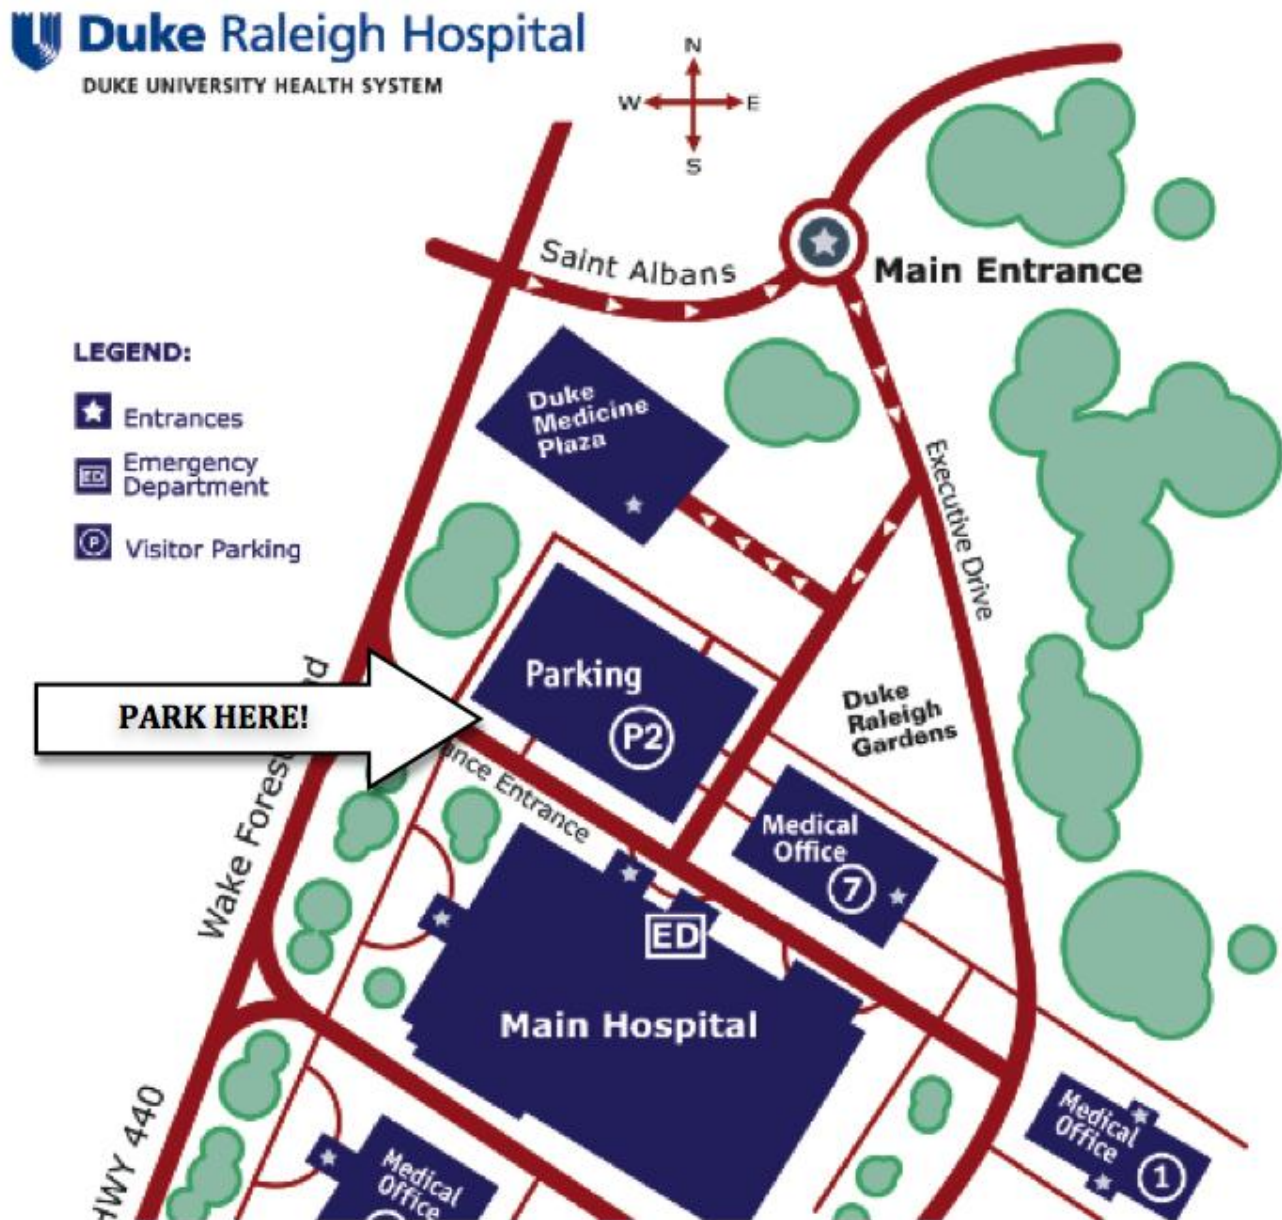 Duke Raleigh Hospital
DUKE UNIVERSITY HEALTH SYSTEM
N
W E
S
Saint Albans
Main Entrance
LEGEND:
Entrances
ED Emergency
Department
P Visitor Parking
Duke
Medicine
Plaza
Executive Drive
Parking
P2
PARK HERE!
Duke
Raleigh
Gardens
Wake
Entrance
Medical
Office
7
ED
Main Hospital
HWY 440
Medical
Office
1
Medical
Office